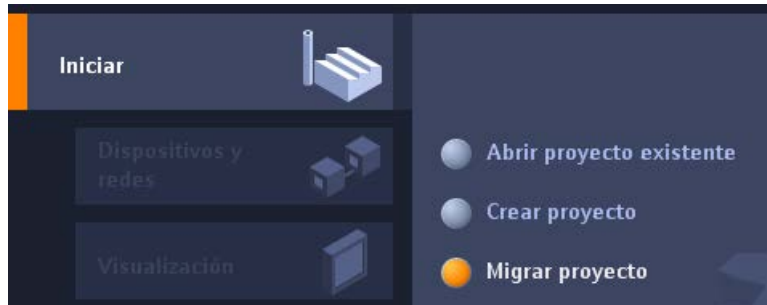 Iniciar
Dispositivos y
redes
Visualización
Abrir proyecto existente
Crear proyecto
Migrar proyecto